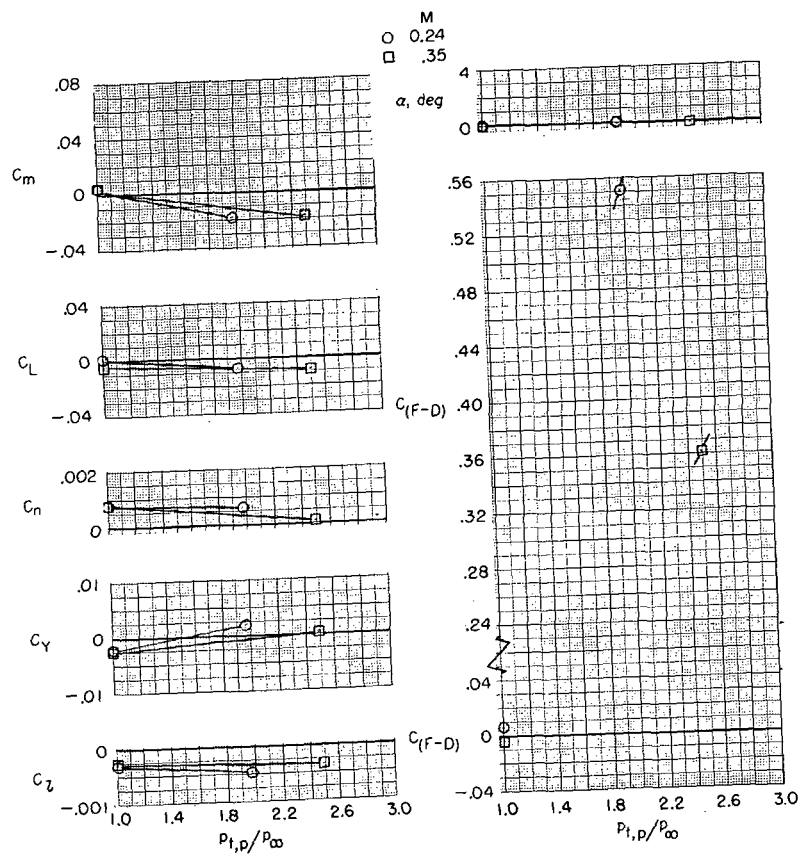 M
0.24
.35
.08
.04
0
-.04
Cm
.04
0
-.04
CL
.002
0
Cn
.01
0
-.01
CY
0
-.001
Cl
1.0 1.4 1.8 2.2 2.6 3.0
pt,p/p∞
4
α, deg
0
.56
.52
.48
.44
.40
C(F-D)
.36
.32
.28
.24
.04
C(F-D)
0
-.04
1.0 1.4 1.8 2.2 2.6 3.0
pt,p/p∞